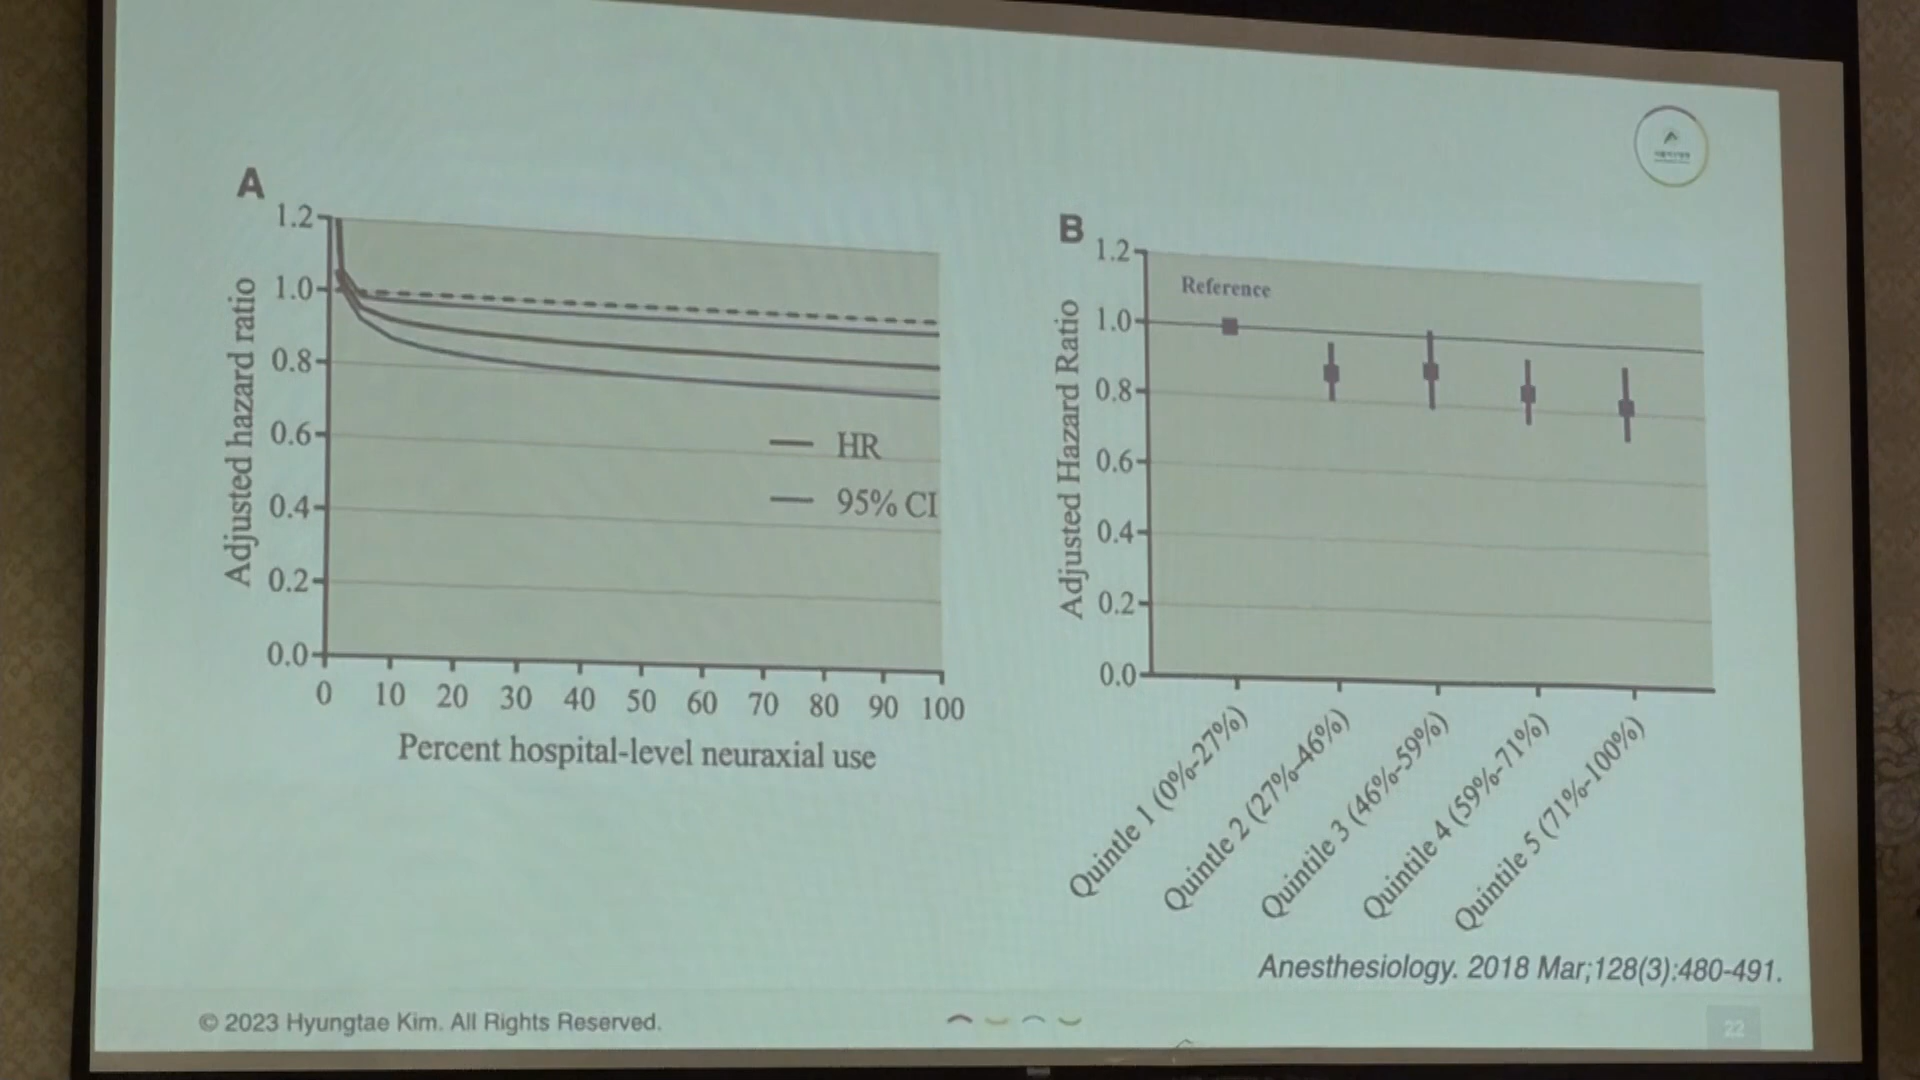 A
1.2
1.0
0.8
0.6
0.4
0.2
0.0
Adjusted hazard ratio
HR
95% CI
0 10 20 30 40 50 60 70 80 90 100
Percent hospital-level neuraxial use
B
1.2
1.0
0.8
0.6
0.4
0.2
0.0
Adjusted Hazard Ratio
Reference
Quintle 1 (0%-27%)
Quintle 2 (27%-46%)
Quintile 3 (46%-59%)
Quintile 4 (59%-71%)
Quintile 5 (71%-100%)
Anesthesiology. 2018 Mar;128(3):480-491.
© 2023 Hyungtae Kim. All Rights Reserved.
22